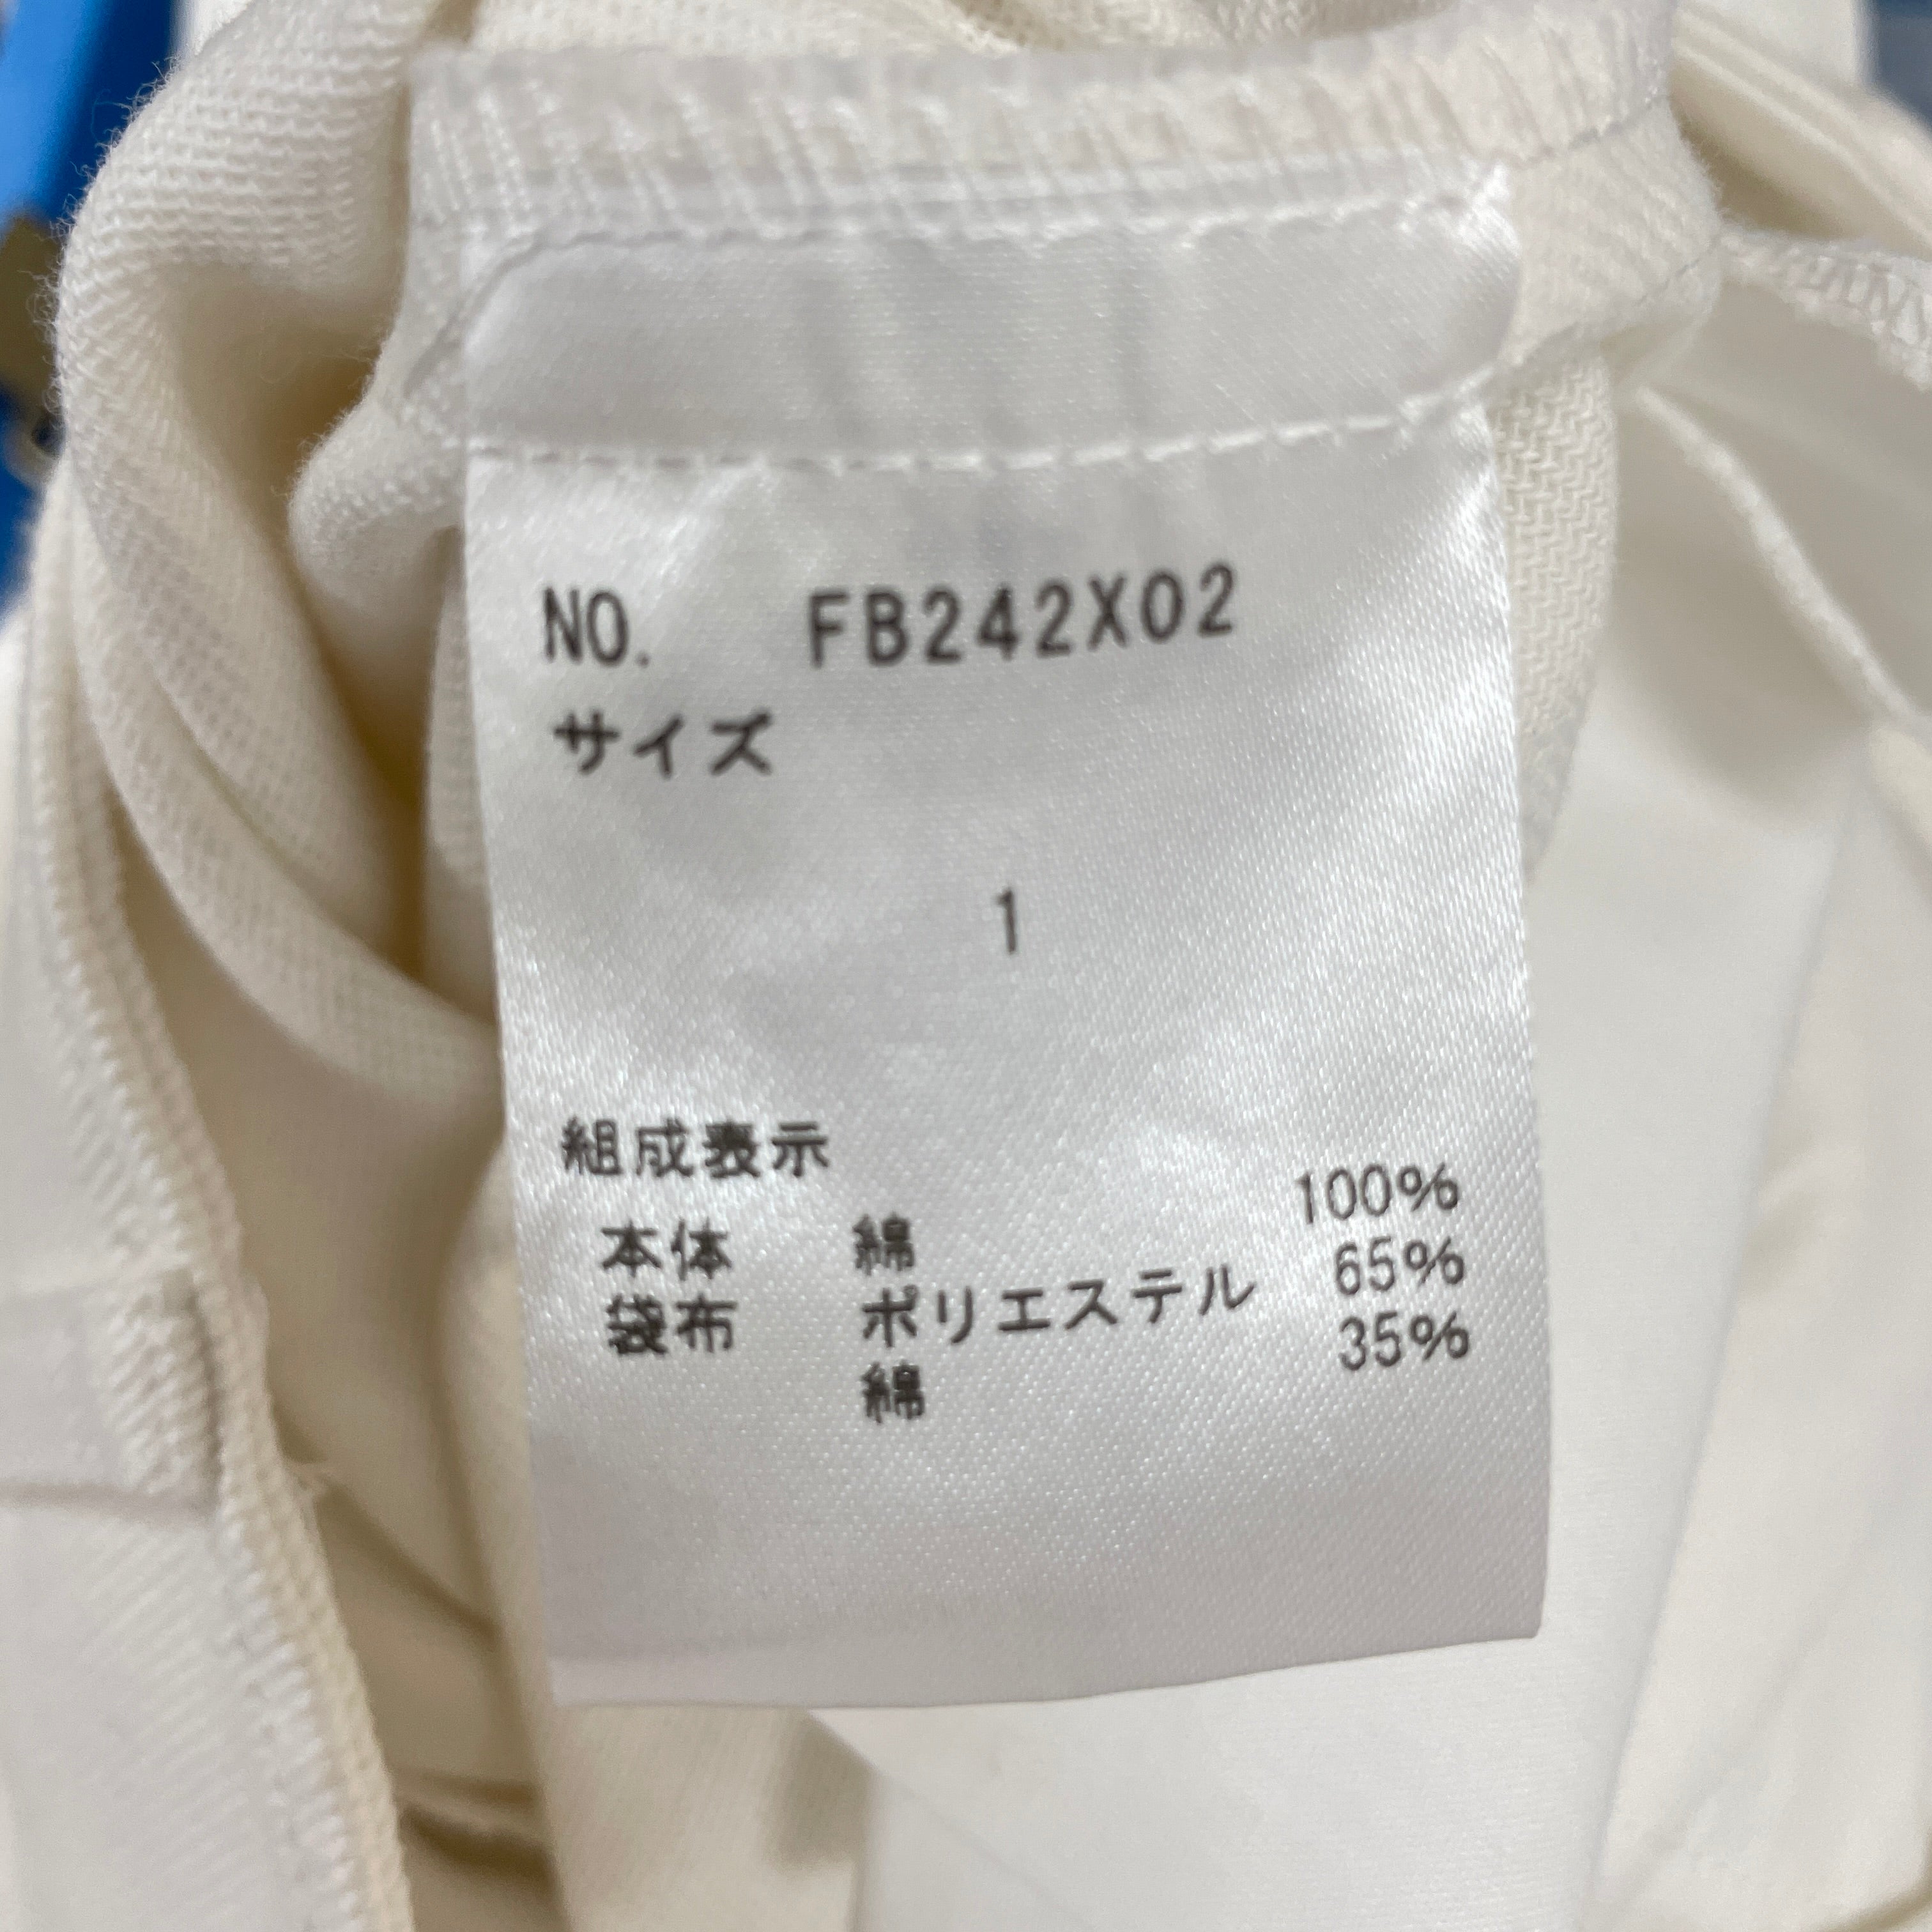 NO. FB242X02
サイズ
1
組成表示
本体 綿 100%
袋布 ポリエステル 65%
綿 35%